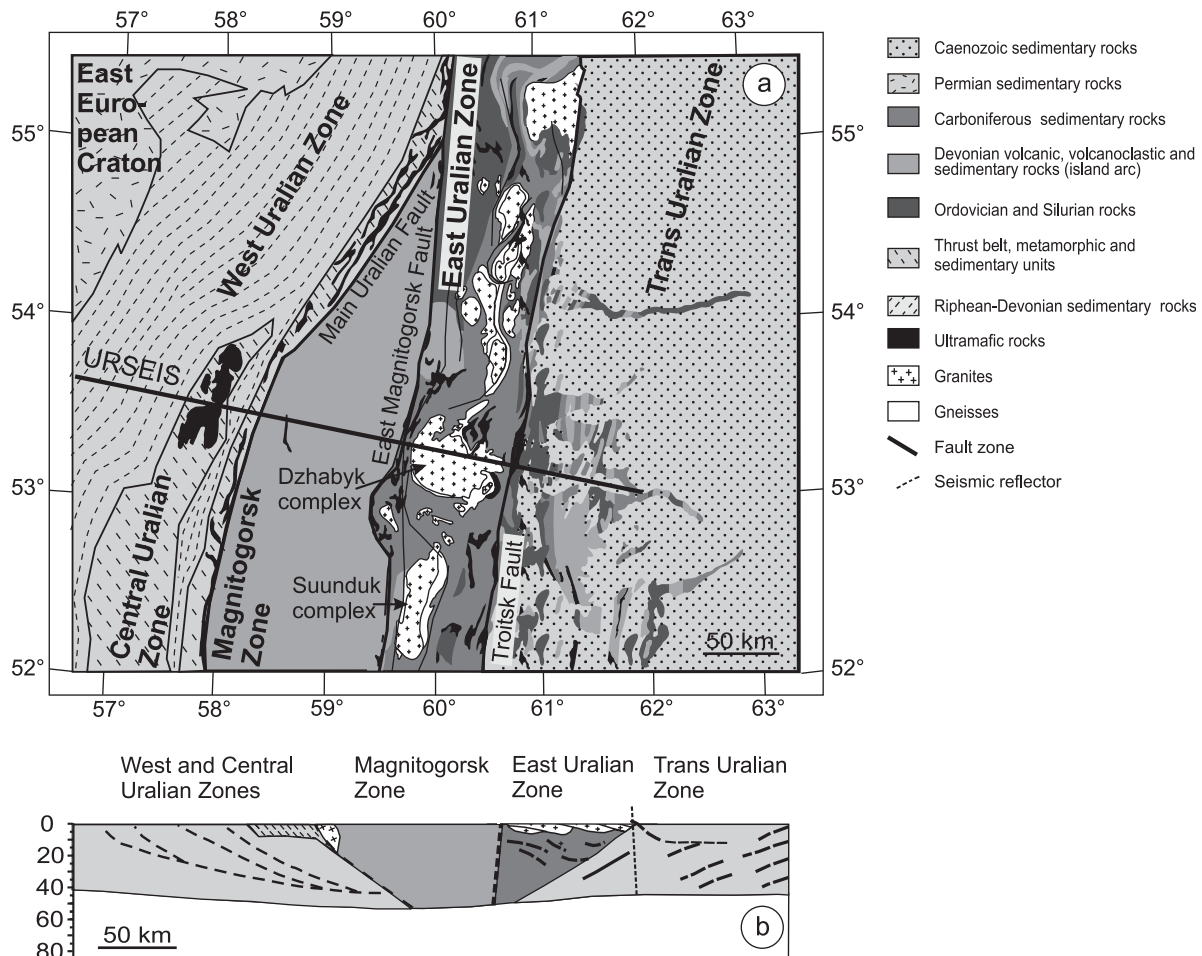 57° 58° 59° 60° 61° 62° 63°
a
East
Euro-
pean
Craton
West Uralian Zone
East Uralian Zone
Trans Uralian Zone
55°
55°
Main Uralian Fault
East Magnitogorsk Fault
54°
54°
URSEIS
Dzhabyk
complex
53°
53°
Central Uralian
Zone
Magnitogorsk
Zone
Suunduk
complex
Troitsk Fault
50 km
52°
52°
57° 58° 59° 60° 61° 62° 63°
Caenozoic sedimentary rocks
Permian sedimentary rocks
Carboniferous sedimentary rocks
Devonian volcanic, volcanoclastic and
sedimentary rocks (island arc)
Ordovician and Silurian rocks
Thrust belt, metamorphic and
sedimentary units
Riphean-Devonian sedimentary rocks
Ultramafic rocks
Granites
Gneisses
Fault zone
Seismic reflector
West and Central
Uralian Zones
Magnitogorsk
Zone
East Uralian
Zone
Trans Uralian
Zone
0
20
40
60
80
50 km
b